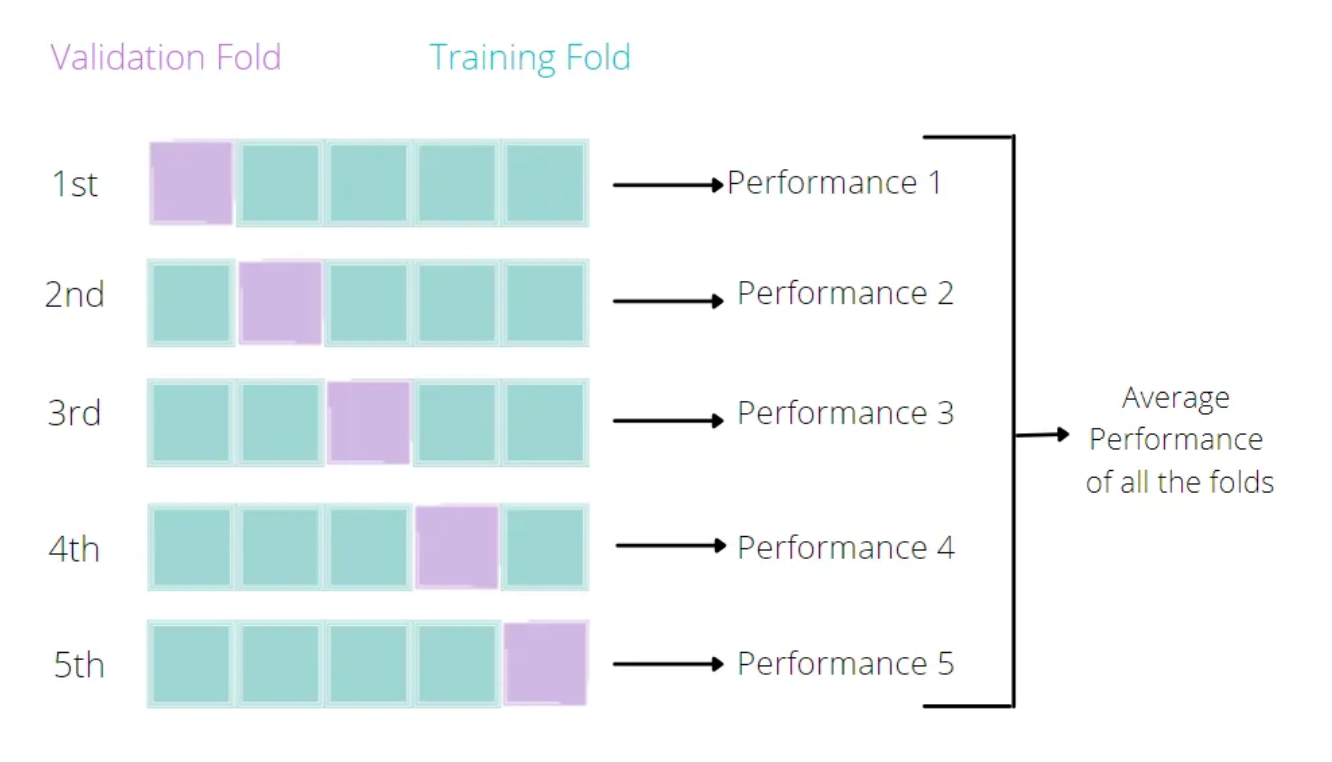 Validation Fold
Training Fold
1st
Performance 1
2nd
Performance 2
3rd
Performance 3
4th
Performance 4
5th
Performance 5
Average
Performance
of all the folds